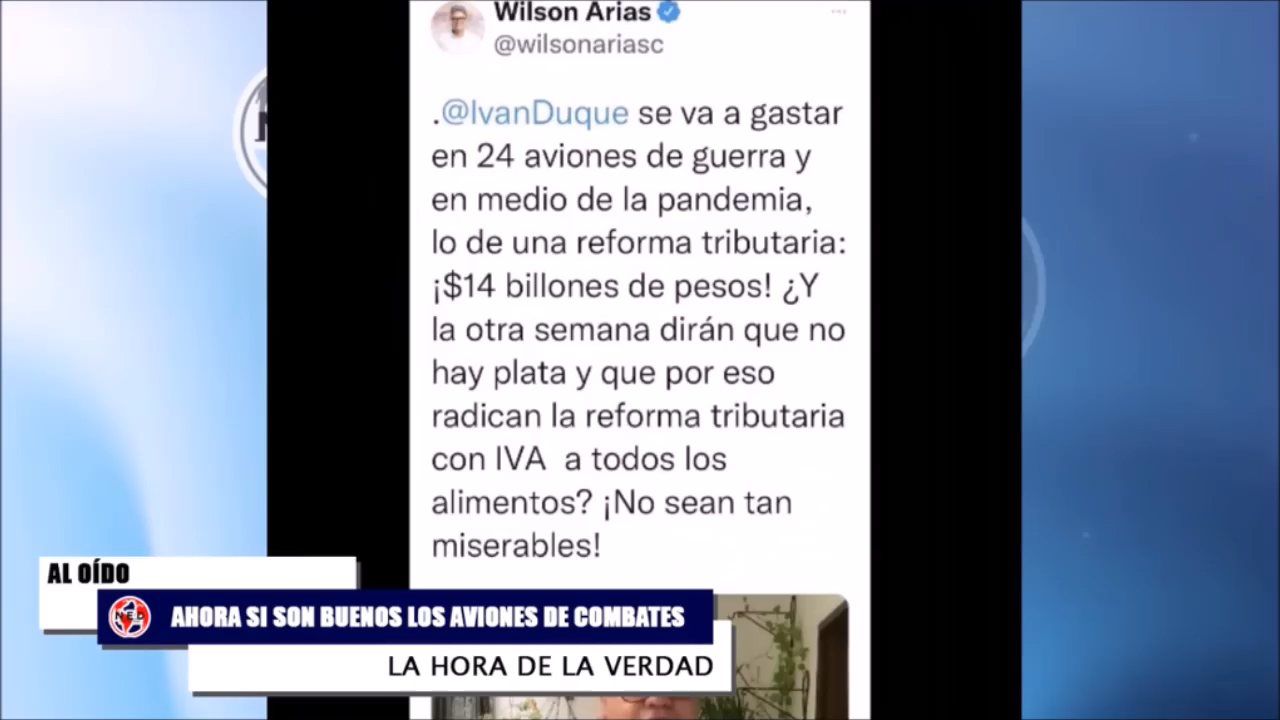 Wilson Arias
@wilsonariasc
.@IvanDuque se va a gastar
en 24 aviones de guerra y
en medio de la pandemia,
lo de una reforma tributaria:
¡$14 billones de pesos! ¿Y
la otra semana dirán que no
hay plata y que por eso
radican la reforma tributaria
con IVA a todos los
alimentos? ¡No sean tan
miserables!
AL OÍDO
AHORA SI SON BUENOS LOS AVIONES DE COMBATES
LA HORA DE LA VERDAD